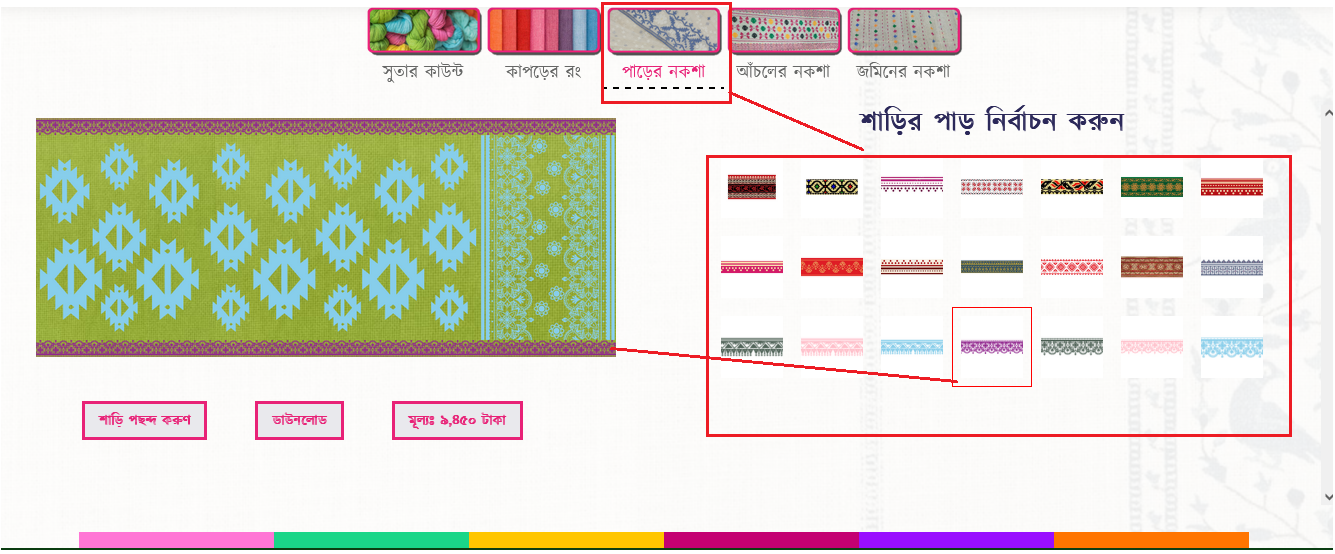 সুতার কাউন্ট
কাপড়ের রং
পাড়ের নকশা
আঁচলের নকশা
জমিনের নকশা
শাড়ির পাড় নির্বাচন করুন
শাড়ি পছন্দ করুণ
ডাউনলোড
মূল্যঃ ৯,৪৫০ টাকা